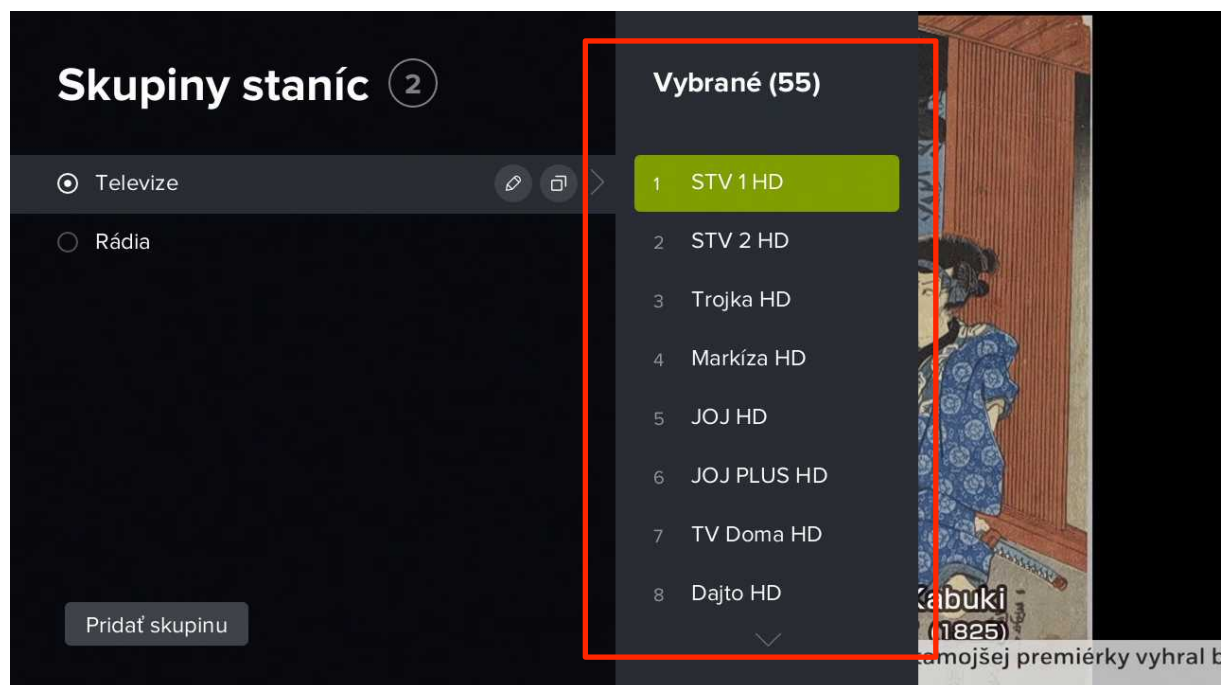 Skupiny staníc 2
Televize
Rádia
Pridať skupinu
Vybrané (55)
1 STV 1 HD
2 STV 2 HD
3 Trojka HD
4 Markíza HD
5 JOJ HD
6 JOJ PLUS HD
7 TV Doma HD
8 Dajto HD
Kabuki
(1825)
premiérky vyhral